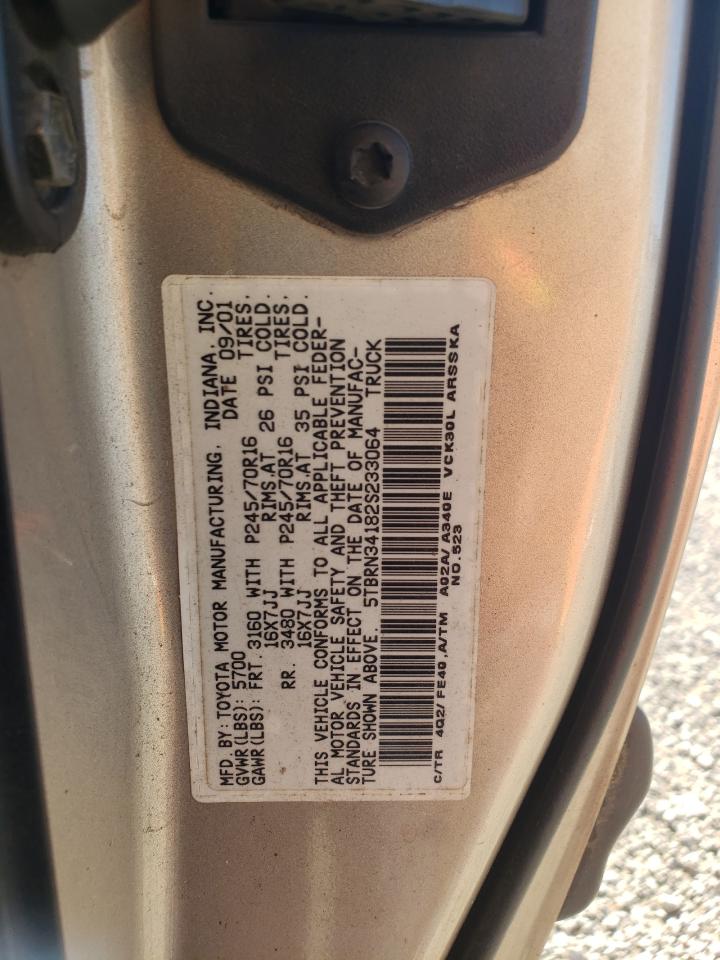 MFD. BY: TOYOTA MOTOR MANUFACTURING, INDIANA, INC.
DATE 09/01
GVWR(LBS): 5700
GAWR(LBS): FRT. 3160 WITH P245/70R16 TIRES,
16X7JJ RIMS, AT 26 PSI COLD.
RR. 3480 WITH P245/70R16 TIRES,
16X7JJ RIMS, AT 35 PSI COLD.
THIS VEHICLE CONFORMS TO ALL APPLICABLE FEDER-
AL MOTOR VEHICLE SAFETY AND THEFT PREVENTION
STANDARDS IN EFFECT ON THE DATE OF MANUFAC-
TURE SHOWN ABOVE. 5TBRN34182S233064 TRUCK
C/TR 4Q2/ FE40,A/TM A02A/ A340E VCK30L ARSSKA
NO.523